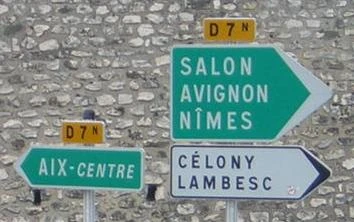 D7N
AIX-CENTRE
D7N
SALON
AVIGNON
NÎMES
CÉLONY
LAMBESC